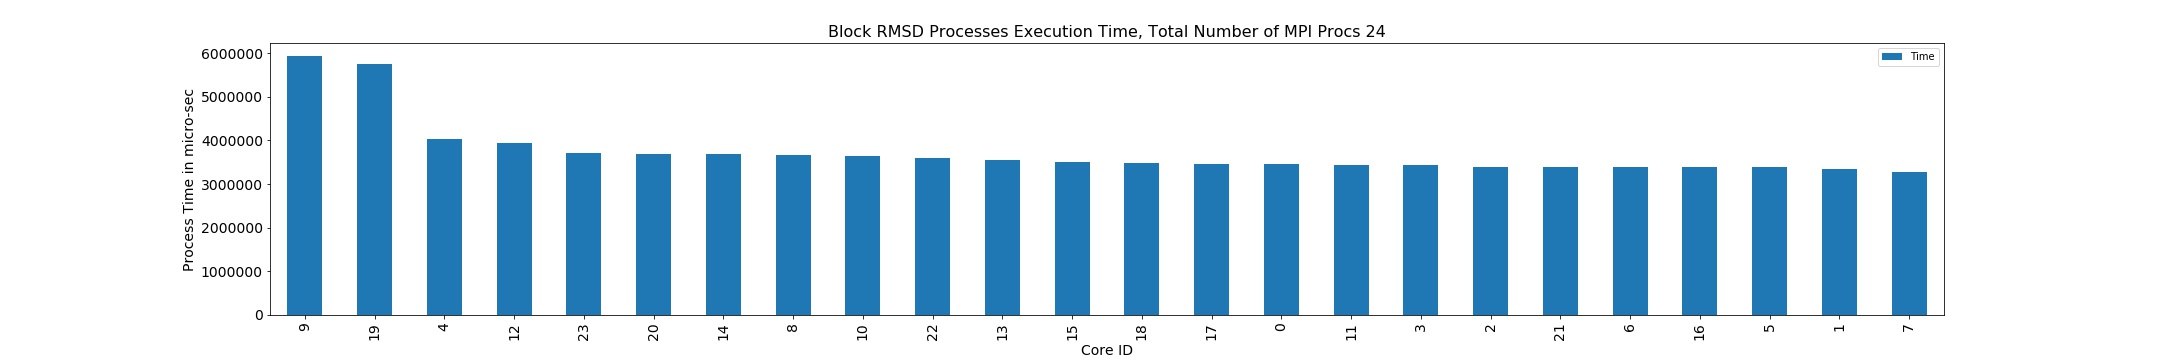 Block RMSD Processes Execution Time, Total Number of MPI Procs 24
Time
Process Time in micro-sec
6000000
5000000
4000000
3000000
2000000
1000000
0
9 19 4 12 23 20 14 8 10 22 13 15 18 17 0 11 3 2 21 6 16 5 1 7
Core ID